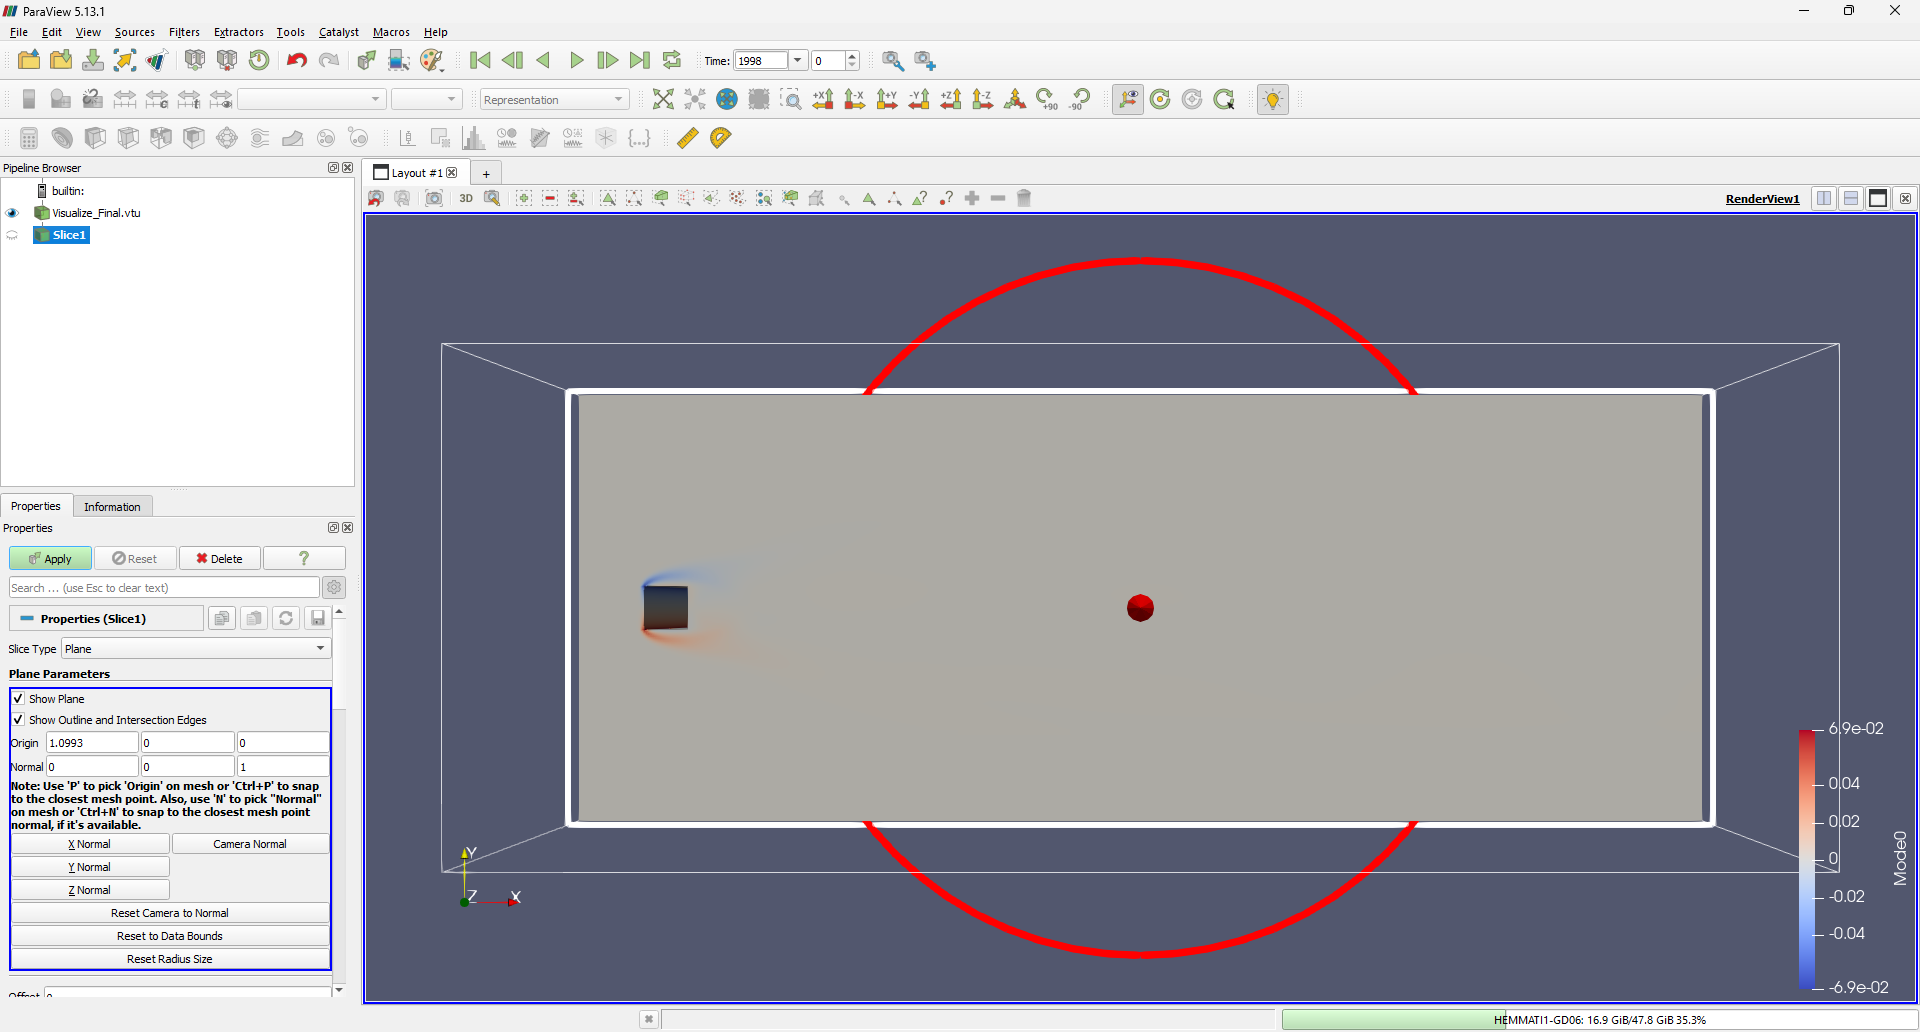 ParaView 5.13.1
File Edit View Sources Filters Extractors Tools Catalyst Macros Help
Time: 1998 0
Representation
+X -X +Y -Y +Z -Z +90 -90
Pipeline Browser
builtin:
Visualize_Final.vtu
Slice1
Layout #1
+
3D
RenderView1
Properties Information
Properties
Apply Reset Delete ?
Search ... (use Esc to clear text)
Properties (Slice1)
Slice Type Plane
Plane Parameters
Show Plane
Show Outline and Intersection Edges
Origin 1.0993 0 0
Normal 0 0 1
Note: Use 'P' to pick 'Origin' on mesh or 'Ctrl+P' to snap
to the closest mesh point. Also, use 'N' to pick "Normal"
on mesh or 'Ctrl+N' to snap to the closest mesh point
normal, if it's available.
X Normal Camera Normal
Y Normal
Z Normal
Reset Camera to Normal
Reset to Data Bounds
Reset Radius Size
Y
Z X
6.9e-02
0.04
0.02
0
-0.02
-0.04
-6.9e-02
Mode0
HEMMATI1-GD06: 16.9 GiB/47.8 GiB 35.3%